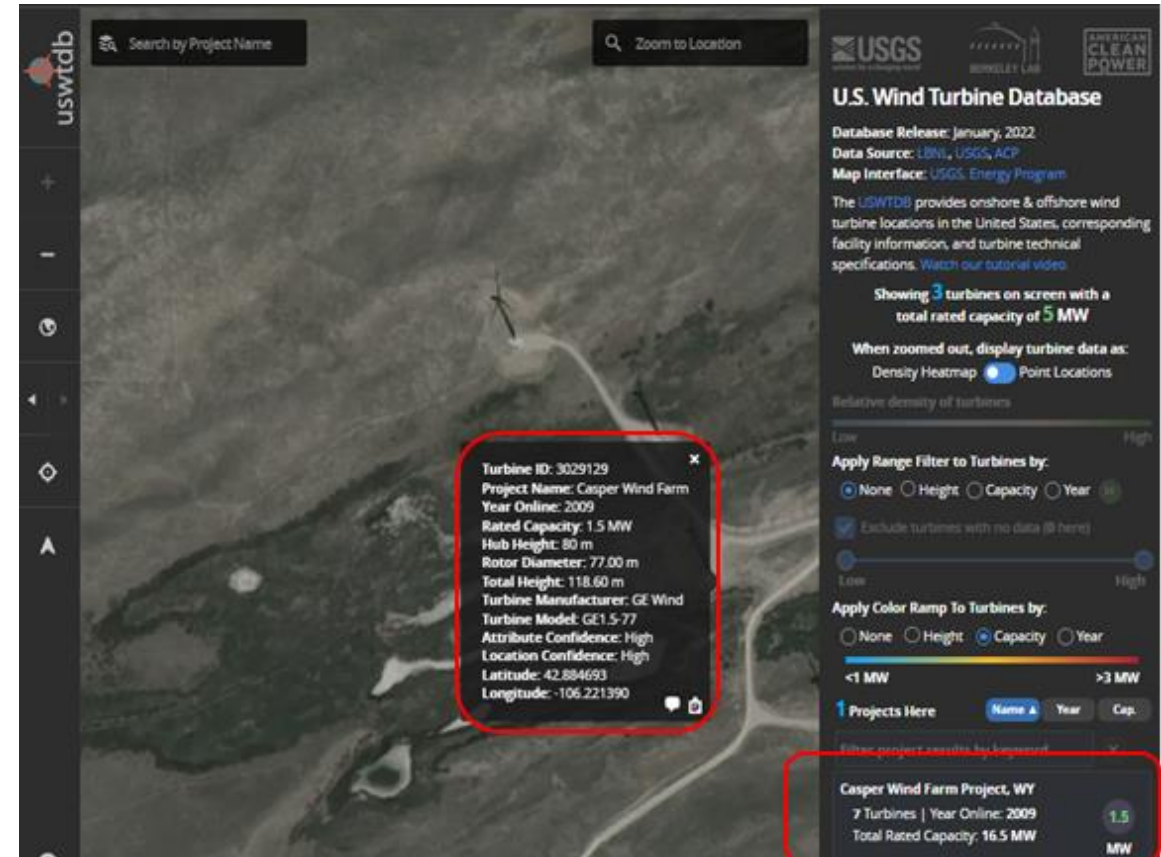 uswtdb
Search by Project Name
Zoom to Location
USGS
BERKELEY LAB
AMERICAN
CLEAN
POWER
U.S. Wind Turbine Database
Database Release: January, 2022
Data Source: LBNL, USGS, ACP
Map Interface: USGS, Energy Program
The USWTDB provides onshore & offshore wind
turbine locations in the United States, corresponding
facility information, and turbine technical
specifications. Watch our tutorial video.
Showing 3 turbines on screen with a
total rated capacity of 5 MW
When zoomed out, display turbine data as:
Density Heatmap Point Locations
Relative density of turbines
Low High
Apply Range Filter to Turbines by:
None Height Capacity Year
Exclude turbines with no data (0 here)
Low High
Apply Color Ramp To Turbines by:
None Height Capacity Year
<1 MW >3 MW
1 Projects Here Name Year Cap.
Filter project results by keyword
Casper Wind Farm Project, WY
7 Turbines | Year Online: 2009
Total Rated Capacity: 16.5 MW
1.5
MW
Turbine ID: 3029129
Project Name: Casper Wind Farm
Year Online: 2009
Rated Capacity: 1.5 MW
Hub Height: 80 m
Rotor Diameter: 77.00 m
Total Height: 118.60 m
Turbine Manufacturer: GE Wind
Turbine Model: GE1.5-77
Attribute Confidence: High
Location Confidence: High
Latitude: 42.884693
Longitude: -106.221390